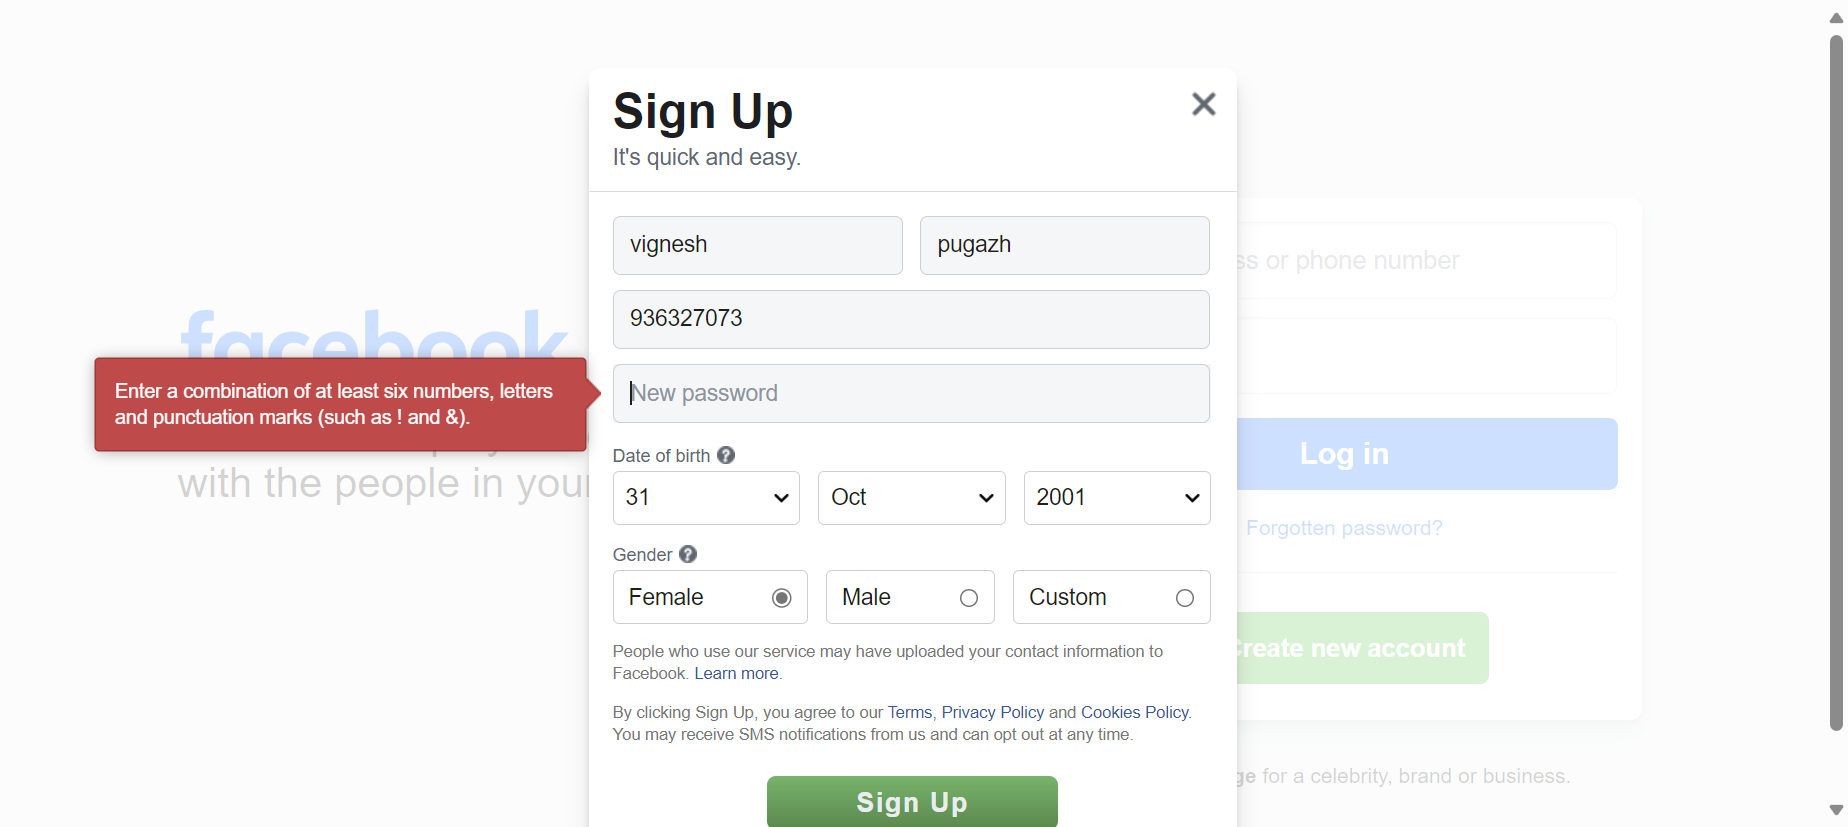 Sign Up
It's quick and easy.
vignesh
pugazh
936327073
New password
Enter a combination of at least six numbers, letters
and punctuation marks (such as ! and &).
Date of birth ?
31
Oct
2001
Gender ?
Female
Male
Custom
People who use our service may have uploaded your contact information to
Facebook. Learn more.
By clicking Sign Up, you agree to our Terms, Privacy Policy and Cookies Policy.
You may receive SMS notifications from us and can opt out at any time.
Sign Up
facebook
with the people in your
or phone number
Log in
Forgotten password?
Create new account
for a celebrity, brand or business.